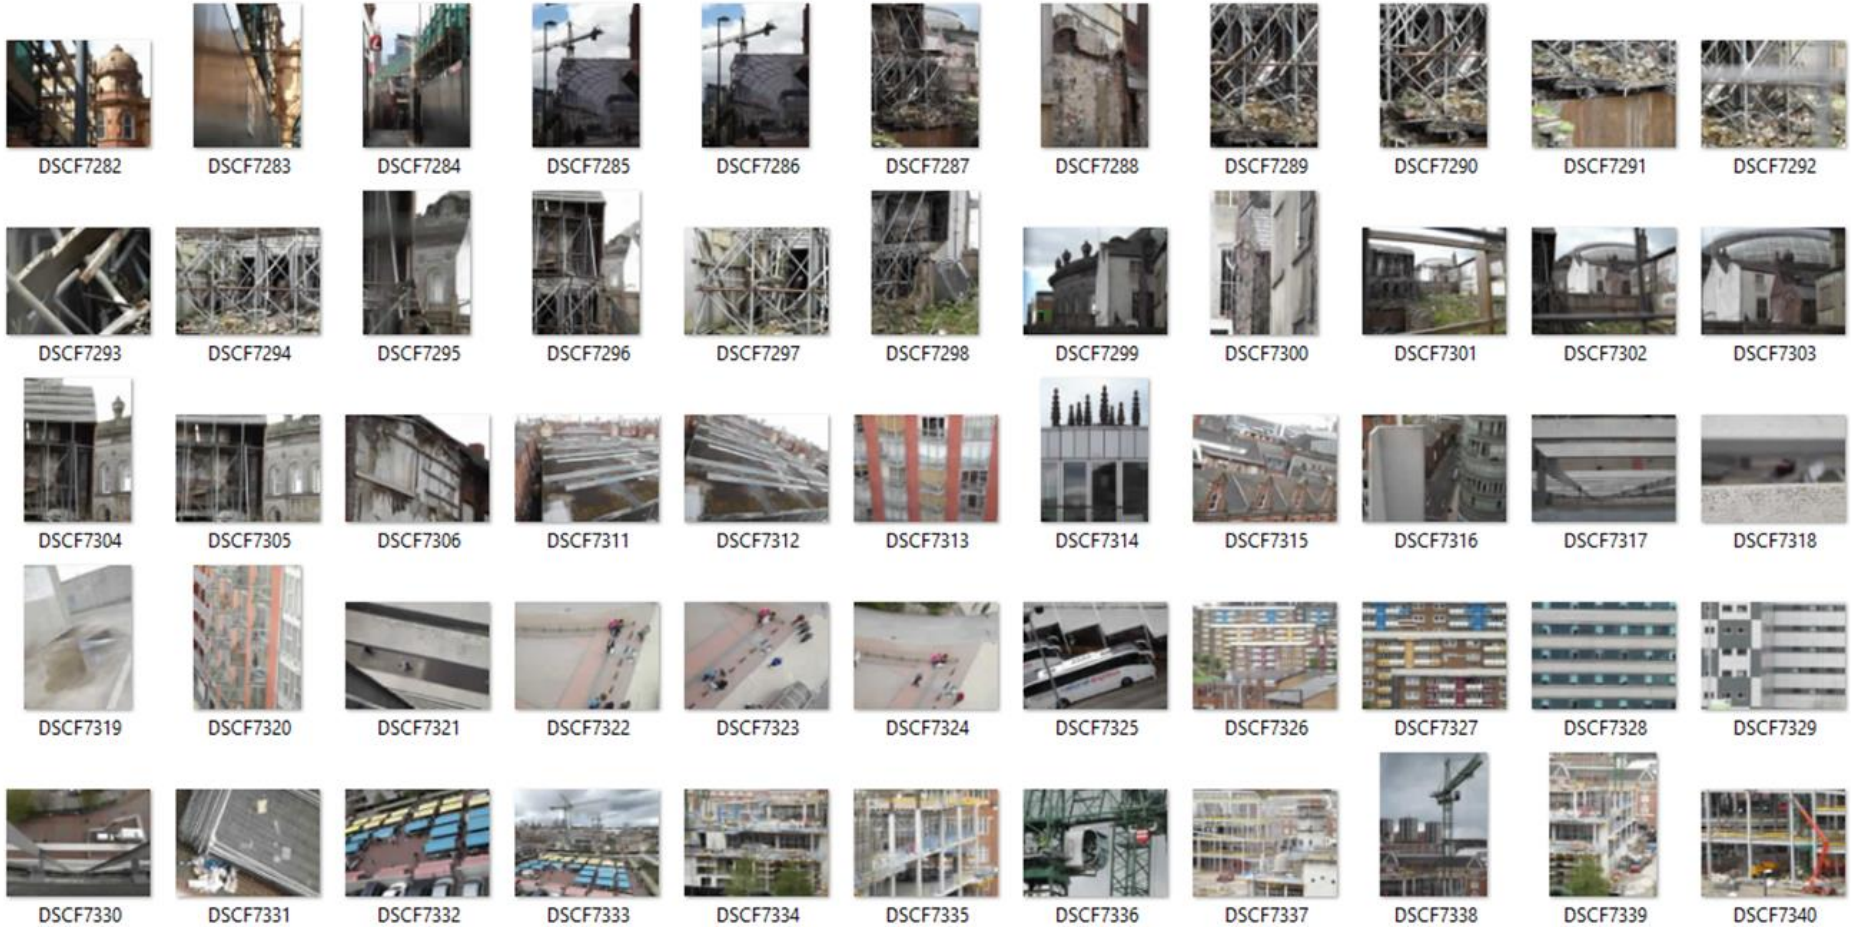 DSCF7282 DSCF7283 DSCF7284 DSCF7285 DSCF7286 DSCF7287 DSCF7288 DSCF7289 DSCF7290 DSCF7291 DSCF7292
DSCF7293 DSCF7294 DSCF7295 DSCF7296 DSCF7297 DSCF7298 DSCF7299 DSCF7300 DSCF7301 DSCF7302 DSCF7303
DSCF7304 DSCF7305 DSCF7306 DSCF7311 DSCF7312 DSCF7313 DSCF7314 DSCF7315 DSCF7316 DSCF7317 DSCF7318
DSCF7319 DSCF7320 DSCF7321 DSCF7322 DSCF7323 DSCF7324 DSCF7325 DSCF7326 DSCF7327 DSCF7328 DSCF7329
DSCF7330 DSCF7331 DSCF7332 DSCF7333 DSCF7334 DSCF7335 DSCF7336 DSCF7337 DSCF7338 DSCF7339 DSCF7340